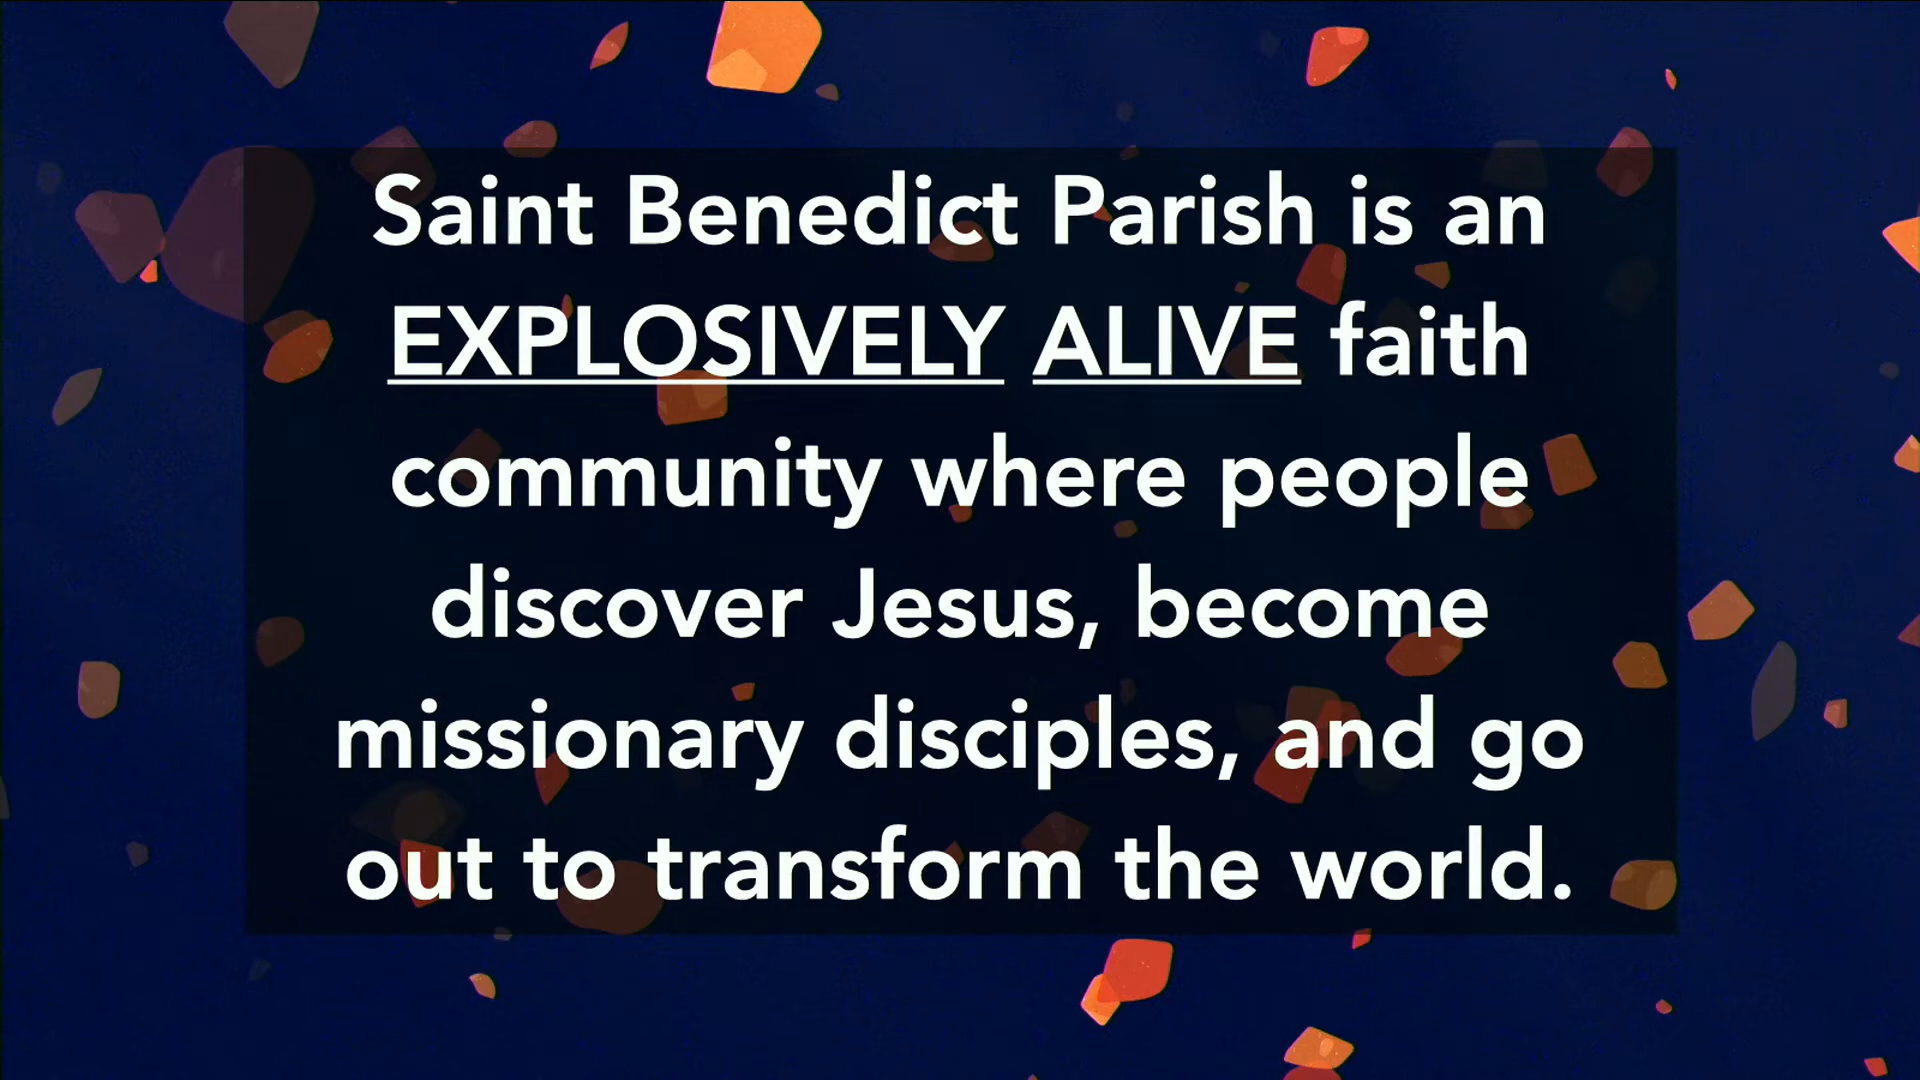 Saint Benedict Parish is an
EXPLOSIVELY ALIVE faith
community where people
discover Jesus, become
missionary disciples, and go
out to transform the world.